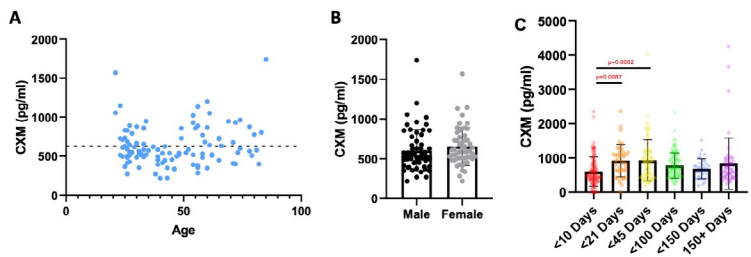 A
CXM (pg/ml)
2000
1500
1000
500
0
0
50
100
Age
B
CXM (pg/ml)
2000
1500
1000
500
0
Male
Female
C
CXM (pg/ml)
5000
4000
3000
2000
1000
0
p=0.0002
p=0.0087
<10 Days
<21 Days
<45 Days
<100 Days
<150 Days
150+ Days